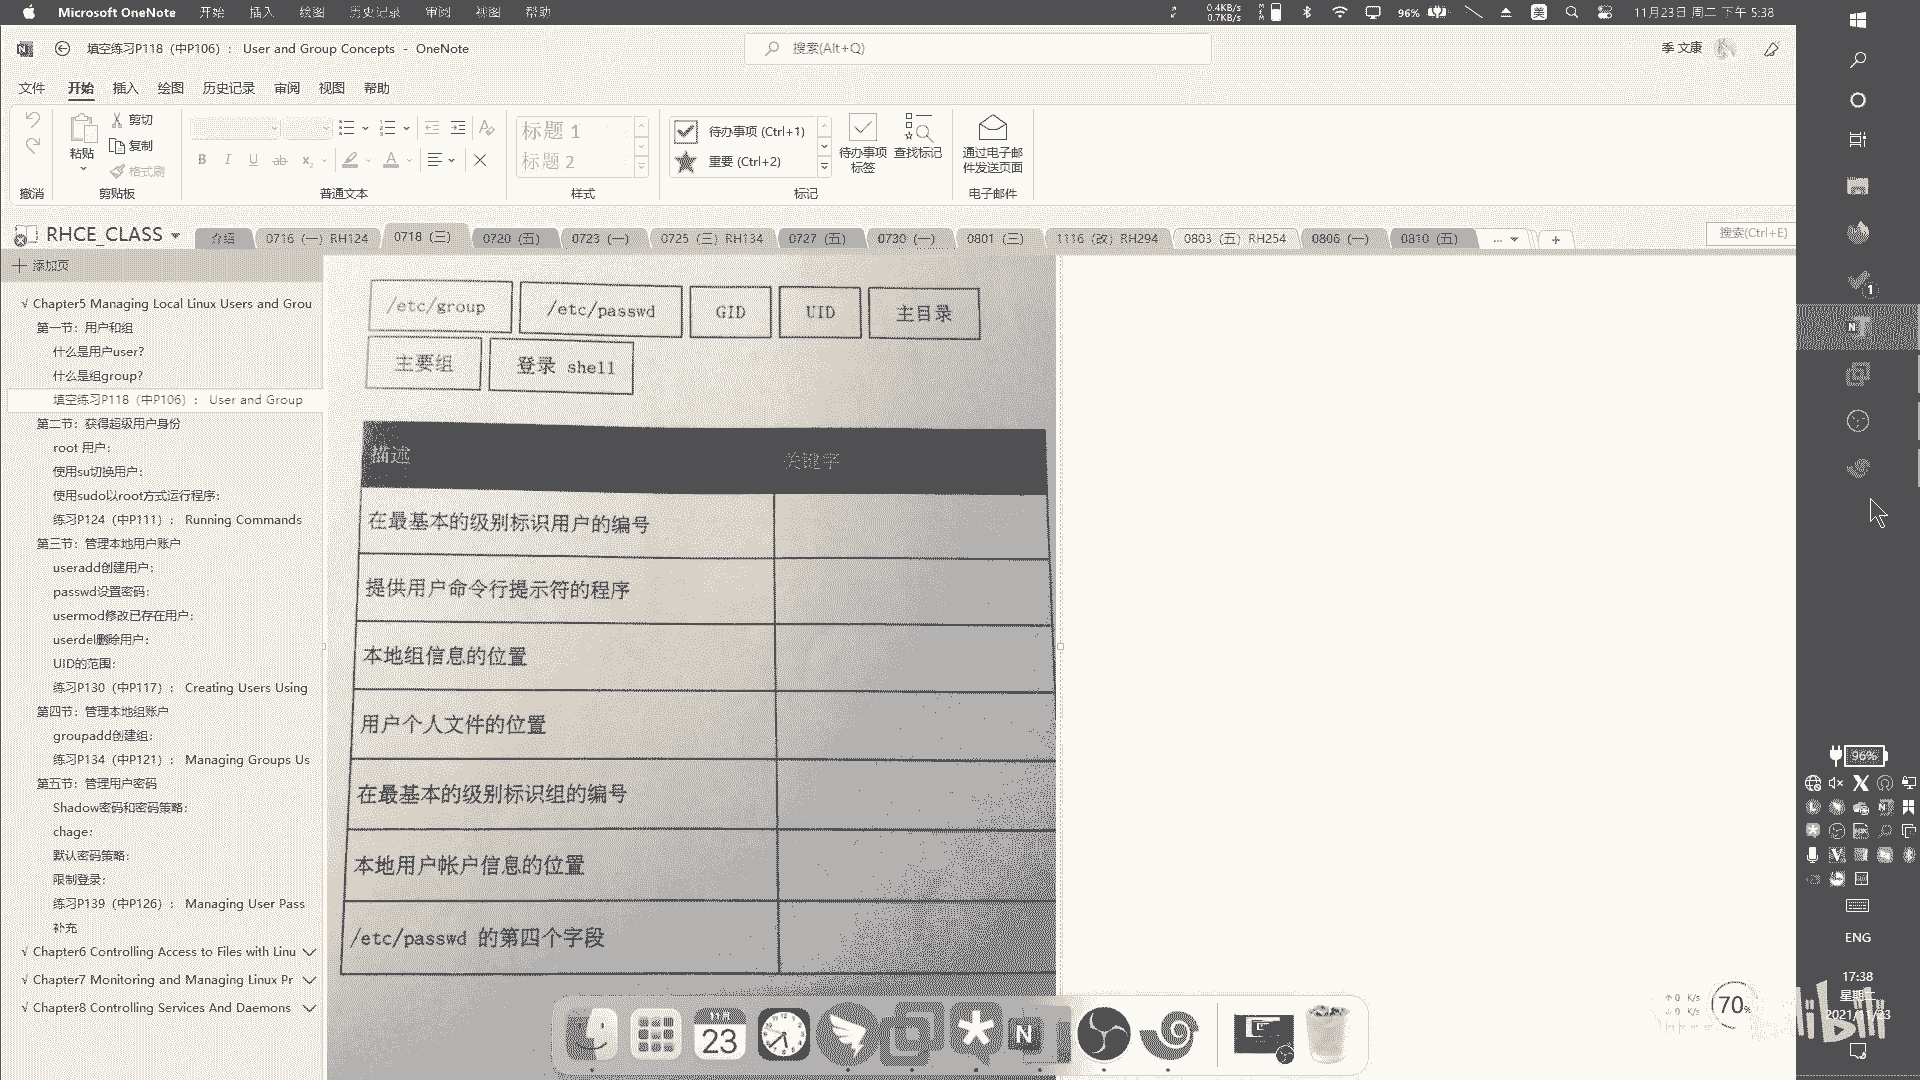 Microsoft OneNote 开始 插入 绘图 历史记录 审阅 视图 帮助
0.4KB/s
0.7KB/s
96%
美
11月23日 周二 下午 5:38
填空练习P118（中P106）： User and Group Concepts - OneNote
搜索(Alt+Q)
季 文康
文件 开始 插入 绘图 历史记录 审阅 视图 帮助
粘贴
剪切
复制
格式刷
标题 1
标题 2
待办事项 (Ctrl+1)
重要 (Ctrl+2)
待办事项
标签
查找标记
通过电子邮
件发送页面
撤消 剪贴板 普通文本 样式 标记 电子邮件
RHCE_CLASS
介绍 0716（一）RH124 0718（三） 0720（五） 0723（一） 0725（三）RH134 0727（五） 0730（一） 0801（三） 1116（改）RH294 0803（五）RH254 0806（一） 0810（五） ...
搜索(Ctrl+E)
添加页
√ Chapter5 Managing Local Linux Users and Grou
第一节：用户和组
什么是用户user?
什么是组group?
填空练习P118（中P106）： User and Group
第二节：获得超级用户身份
root 用户:
使用su切换用户:
使用sudo以root方式运行程序:
练习P124（中P111）： Running Commands
第三节：管理本地用户账户
useradd创建用户:
passwd设置密码:
usermod修改已存在用户:
userdel删除用户:
UID的范围:
练习P130（中P117）： Creating Users Using
第四节：管理本地组账户
groupadd创建组:
练习P134（中P121）： Managing Groups Us
第五节：管理用户密码
Shadow密码和密码策略:
chage:
默认密码策略:
限制登录:
练习P139（中P126）： Managing User Pass
补充
√ Chapter6 Controlling Access to Files with Linu
√ Chapter7 Monitoring and Managing Linux Pr
√ Chapter8 Controlling Services And Daemons
/etc/group /etc/passwd GID UID 主目录
主要组 登录 shell
描述 关键字
在最基本的级别标识用户的编号
提供用户命令行提示符的程序
本地组信息的位置
用户个人文件的位置
在最基本的级别标识组的编号
本地用户帐户信息的位置
/etc/passwd 的第四个字段
1
96%
ENG
17:38
星期二
2021/11/23
70%
11月
23